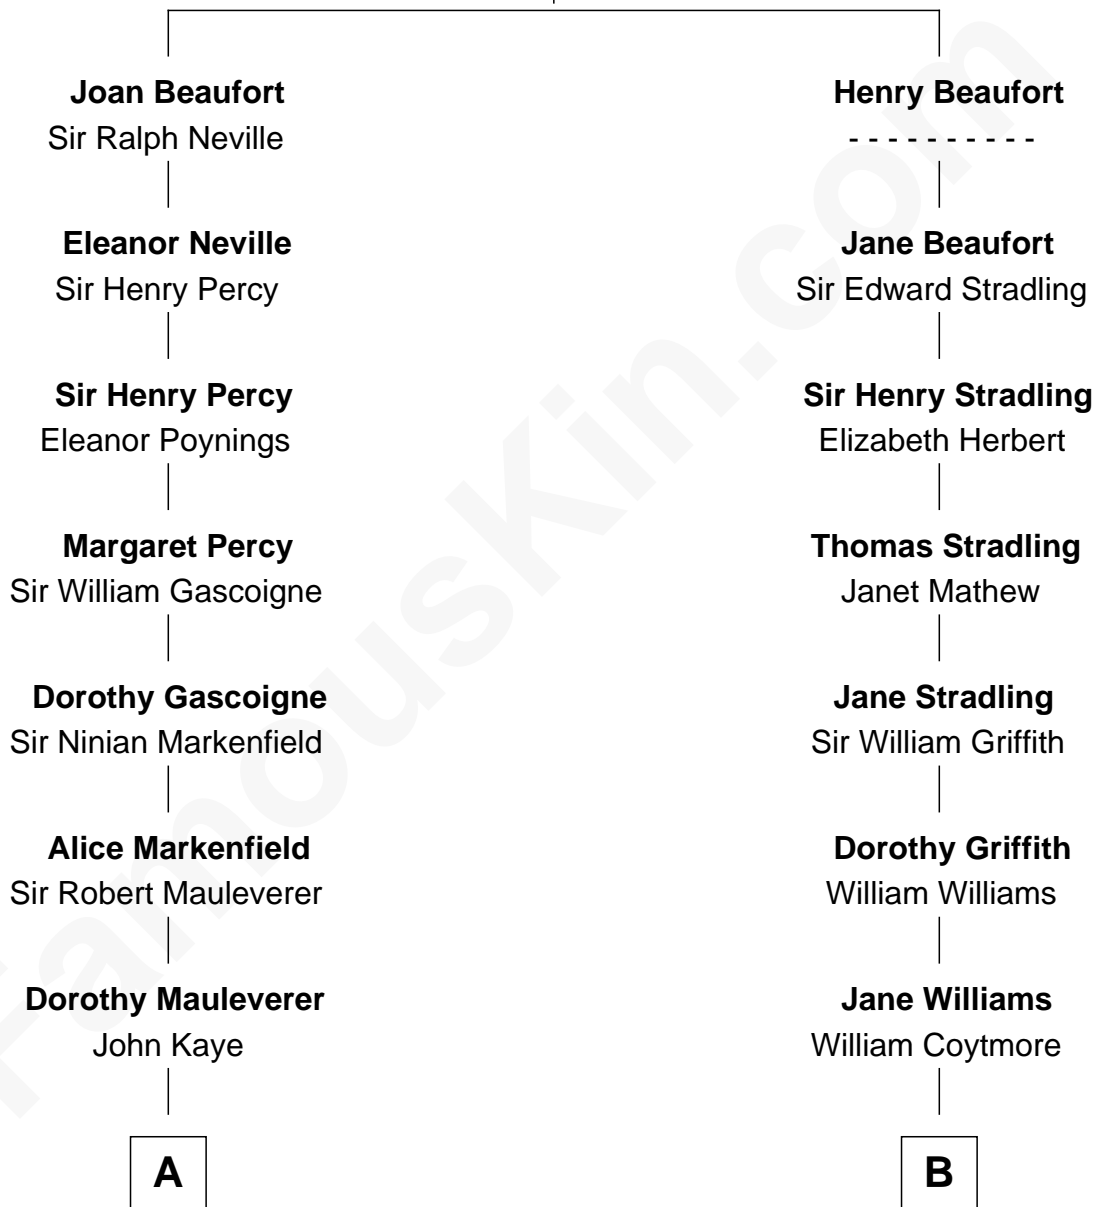 Joan Beaufort
Sir Ralph Neville
Henry Beaufort
- - - - - - - - - -
Eleanor Neville
Sir Henry Percy
Jane Beaufort
Sir Edward Stradling
Sir Henry Percy
Eleanor Poynings
Sir Henry Stradling
Elizabeth Herbert
Margaret Percy
Sir William Gascoigne
Thomas Stradling
Janet Mathew
Dorothy Gascoigne
Sir Ninian Markenfield
Jane Stradling
Sir William Griffith
Alice Markenfield
Sir Robert Mauleverer
Dorothy Griffith
William Williams
Dorothy Mauleverer
John Kaye
Jane Williams
William Coytmore
A
B
FamousKin.com